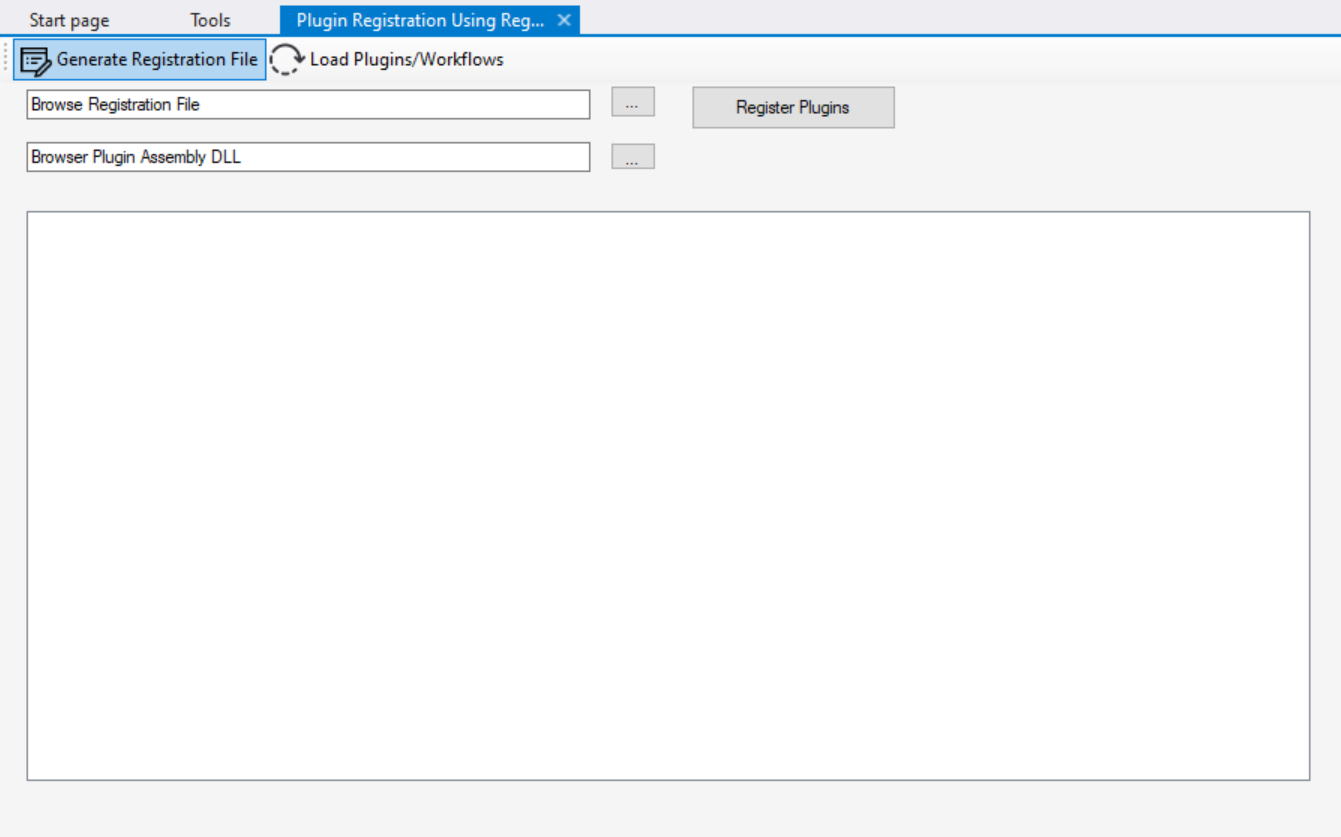 Start page Tools Plugin Registration Using Reg... ✕
Generate Registration File Load Plugins/Workflows
Browse Registration File ... Register Plugins
Browser Plugin Assembly DLL ...